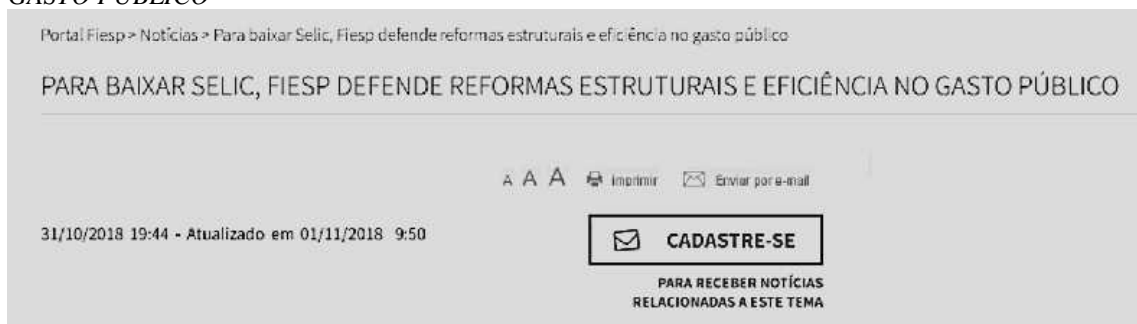 GASTO PÚBLICO
Portal Fiesp > Notícias > Para baixar Selic, Fiesp defende reformas estruturais e eficiência no gasto público
PARA BAIXAR SELIC, FIESP DEFENDE REFORMAS ESTRUTURAIS E EFICIÊNCIA NO GASTO PÚBLICO
A A A imprimir Enviar por e-mail
31/10/2018 19:44 - Atualizado em 01/11/2018 9:50
CADASTRE-SE
PARA RECEBER NOTÍCIAS
RELACIONADAS A ESTE TEMA